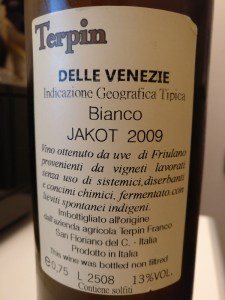 Terpin
DELLE VENEZIE
Indicazione Geografica Tipica
Bianco
JAKOT 2009
Vino ottenuto da uve di Friulano
provenienti da vigneti lavorati
senza uso di sistemici, diserbanti
e concimi chimici, fermentato con
lieviti spontanei indigeni.
Imbottigliato all'origine
dell'azienda agricola Terpin Franco
San Floriano del C. - Italia
Prodotto in Italia
This wine was bottled non filtred
e 0,75 L 2508 13%VOL.
Contiene solfiti